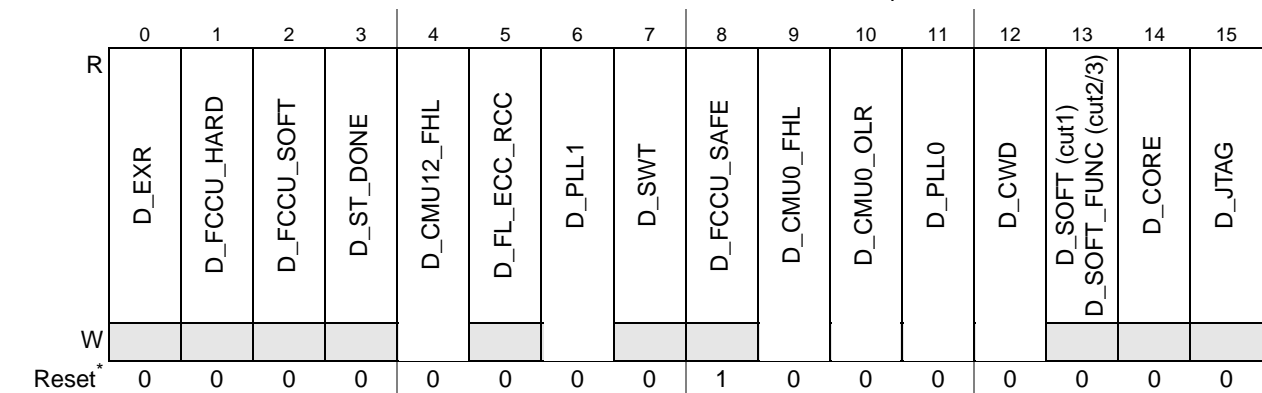 0 1 2 3 4 5 6 7 8 9 10 11 12 13 14 15
R
D_EXR
D_FCCU_HARD
D_FCCU_SOFT
D_ST_DONE
D_CMU12_FHL
D_FL_ECC_RCC
D_PLL1
D_SWT
D_FCCU_SAFE
D_CMU0_FHL
D_CMU0_OLR
D_PLL0
D_CWD
D_SOFT (cut1)
D_SOFT_FUNC (cut2/3)
D_CORE
D_JTAG
W
Reset* 0 0 0 0 0 0 0 0 1 0 0 0 0 0 0 0